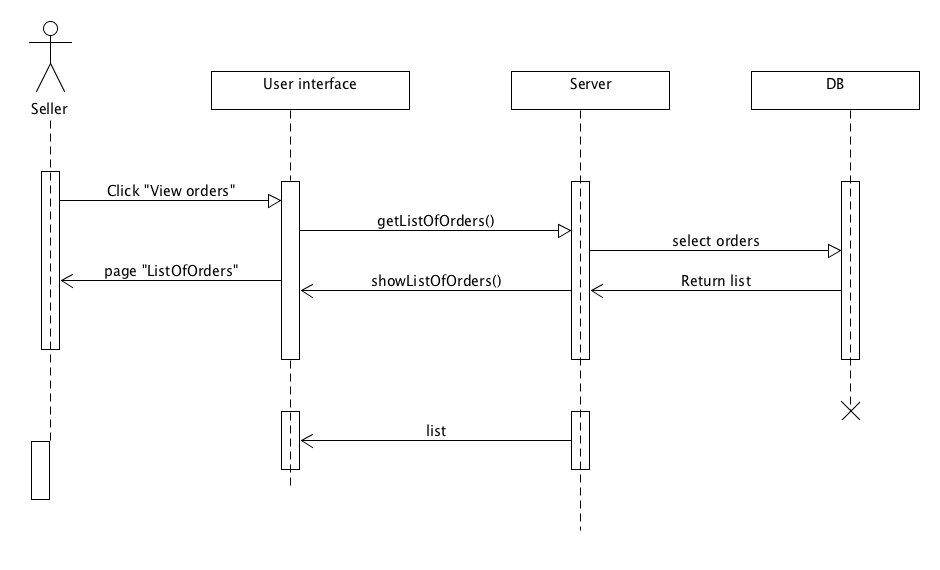 User interface
Server
DB
Seller
Click "View orders"
getListOfOrders()
select orders
page "ListOfOrders"
showListOfOrders()
Return list
list